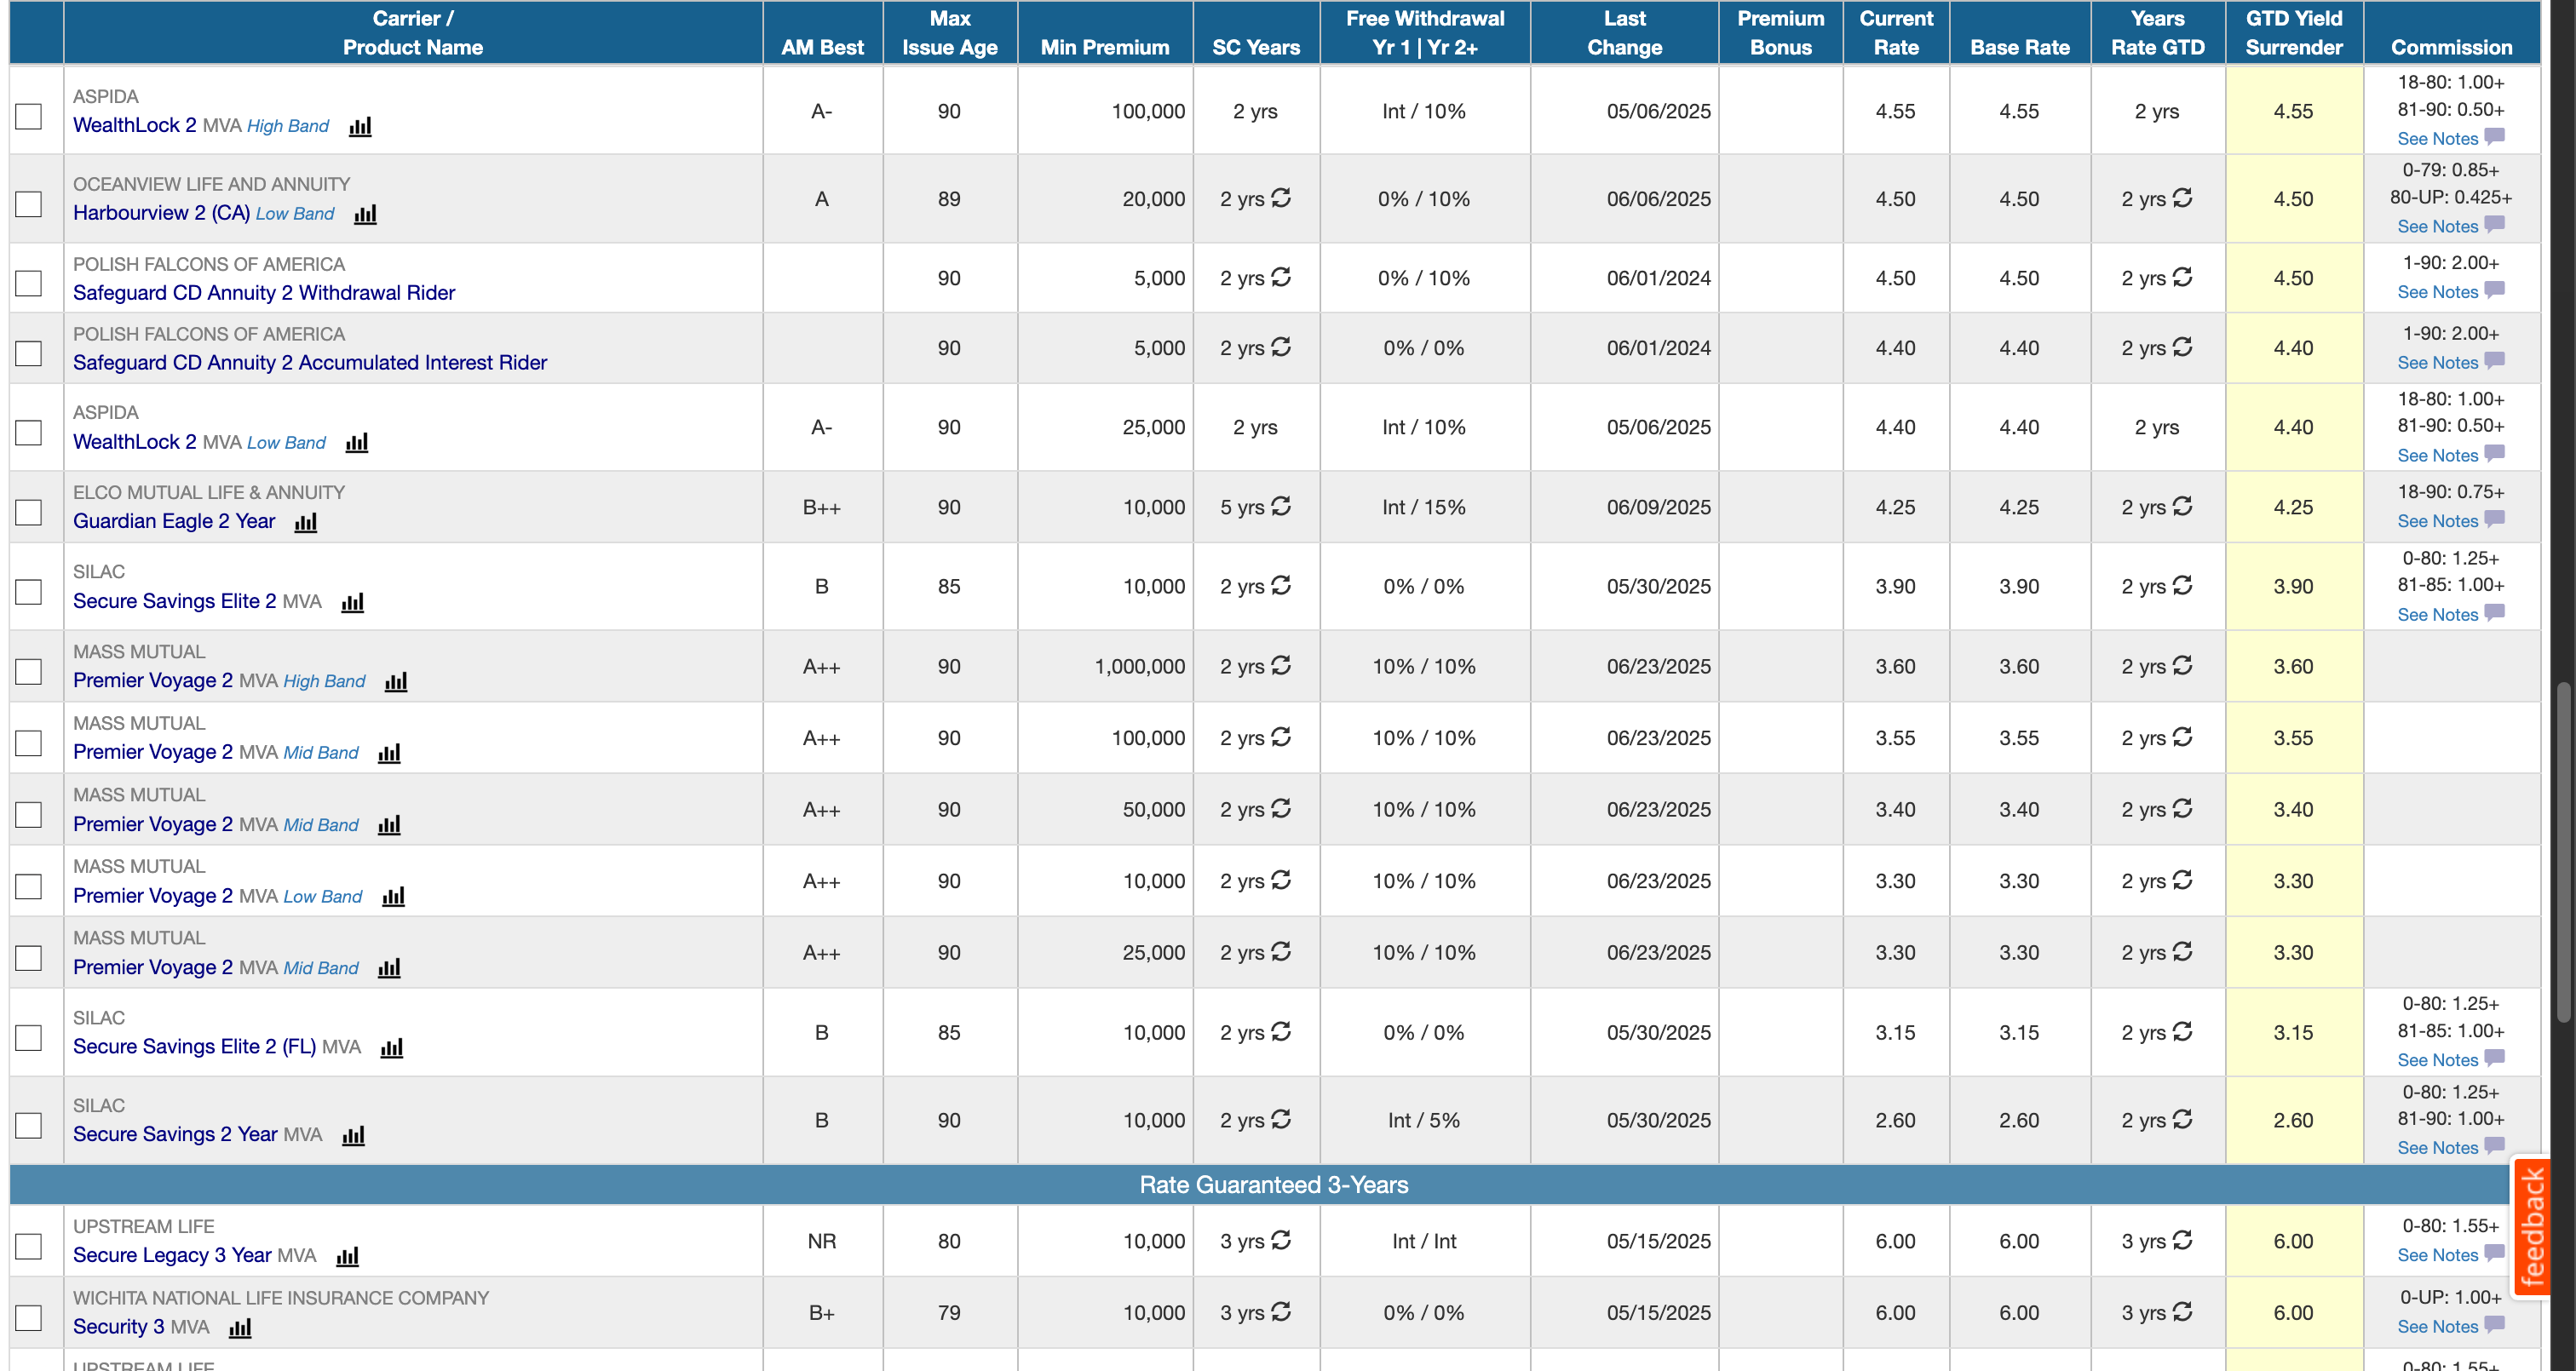 Carrier /
Product Name
AM Best
Max
Issue Age
Min Premium
SC Years
Free Withdrawal
Yr 1 | Yr 2+
Last
Change
Premium
Bonus
Current
Rate
Base Rate
Years
Rate GTD
GTD Yield
Surrender
Commission
ASPIDA
WealthLock 2 MVA High Band
A- 90 100,000 2 yrs Int / 10% 05/06/2025 4.55 4.55 2 yrs 4.55
18-80: 1.00+
81-90: 0.50+
See Notes
OCEANVIEW LIFE AND ANNUITY
Harbourview 2 (CA) Low Band
A 89 20,000 2 yrs 0% / 10% 06/06/2025 4.50 4.50 2 yrs 4.50
0-79: 0.85+
80-UP: 0.425+
See Notes
POLISH FALCONS OF AMERICA
Safeguard CD Annuity 2 Withdrawal Rider
90 5,000 2 yrs 0% / 10% 06/01/2024 4.50 4.50 2 yrs 4.50
1-90: 2.00+
See Notes
POLISH FALCONS OF AMERICA
Safeguard CD Annuity 2 Accumulated Interest Rider
90 5,000 2 yrs 0% / 0% 06/01/2024 4.40 4.40 2 yrs 4.40
1-90: 2.00+
See Notes
ASPIDA
WealthLock 2 MVA Low Band
A- 90 25,000 2 yrs Int / 10% 05/06/2025 4.40 4.40 2 yrs 4.40
18-80: 1.00+
81-90: 0.50+
See Notes
ELCO MUTUAL LIFE & ANNUITY
Guardian Eagle 2 Year
B++ 90 10,000 5 yrs Int / 15% 06/09/2025 4.25 4.25 2 yrs 4.25
18-90: 0.75+
See Notes
SILAC
Secure Savings Elite 2 MVA
B 85 10,000 2 yrs 0% / 0% 05/30/2025 3.90 3.90 2 yrs 3.90
0-80: 1.25+
81-85: 1.00+
See Notes
MASS MUTUAL
Premier Voyage 2 MVA High Band
A++ 90 1,000,000 2 yrs 10% / 10% 06/23/2025 3.60 3.60 2 yrs 3.60
MASS MUTUAL
Premier Voyage 2 MVA Mid Band
A++ 90 100,000 2 yrs 10% / 10% 06/23/2025 3.55 3.55 2 yrs 3.55
MASS MUTUAL
Premier Voyage 2 MVA Mid Band
A++ 90 50,000 2 yrs 10% / 10% 06/23/2025 3.40 3.40 2 yrs 3.40
MASS MUTUAL
Premier Voyage 2 MVA Low Band
A++ 90 10,000 2 yrs 10% / 10% 06/23/2025 3.30 3.30 2 yrs 3.30
MASS MUTUAL
Premier Voyage 2 MVA Mid Band
A++ 90 25,000 2 yrs 10% / 10% 06/23/2025 3.30 3.30 2 yrs 3.30
SILAC
Secure Savings Elite 2 (FL) MVA
B 85 10,000 2 yrs 0% / 0% 05/30/2025 3.15 3.15 2 yrs 3.15
0-80: 1.25+
81-85: 1.00+
See Notes
SILAC
Secure Savings 2 Year MVA
B 90 10,000 2 yrs Int / 5% 05/30/2025 2.60 2.60 2 yrs 2.60
0-80: 1.25+
81-90: 1.00+
See Notes
Rate Guaranteed 3-Years
UPSTREAM LIFE
Secure Legacy 3 Year MVA
NR 80 10,000 3 yrs Int / Int 05/15/2025 6.00 6.00 3 yrs 6.00
0-80: 1.55+
See Notes
WICHITA NATIONAL LIFE INSURANCE COMPANY
Security 3 MVA
B+ 79 10,000 3 yrs 0% / 0% 05/15/2025 6.00 6.00 3 yrs 6.00
0-UP: 1.00+
See Notes
UPSTREAM LIFE
0-80: 1.55+
feedback